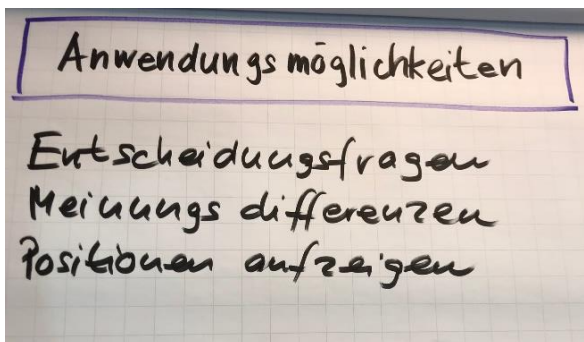 Anwendungsmöglichkeiten
Entscheidungsfragen
Meinungsdifferenzen
Positionen aufzeigen